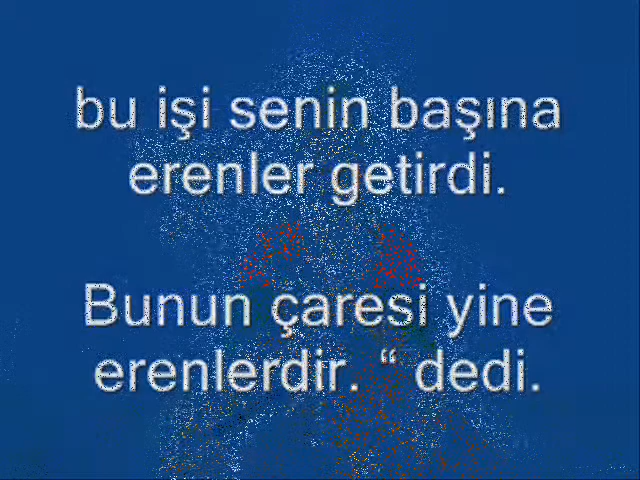 bu işi senin başına
erenler getirdi.
Bunun çaresi yine
erenlerdir. “ dedi.